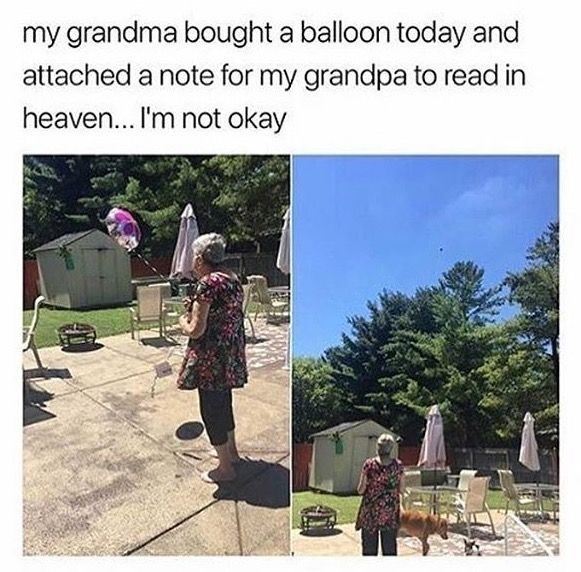 my grandma bought a balloon today and
attached a note for my grandpa to read in
heaven... I'm not okay